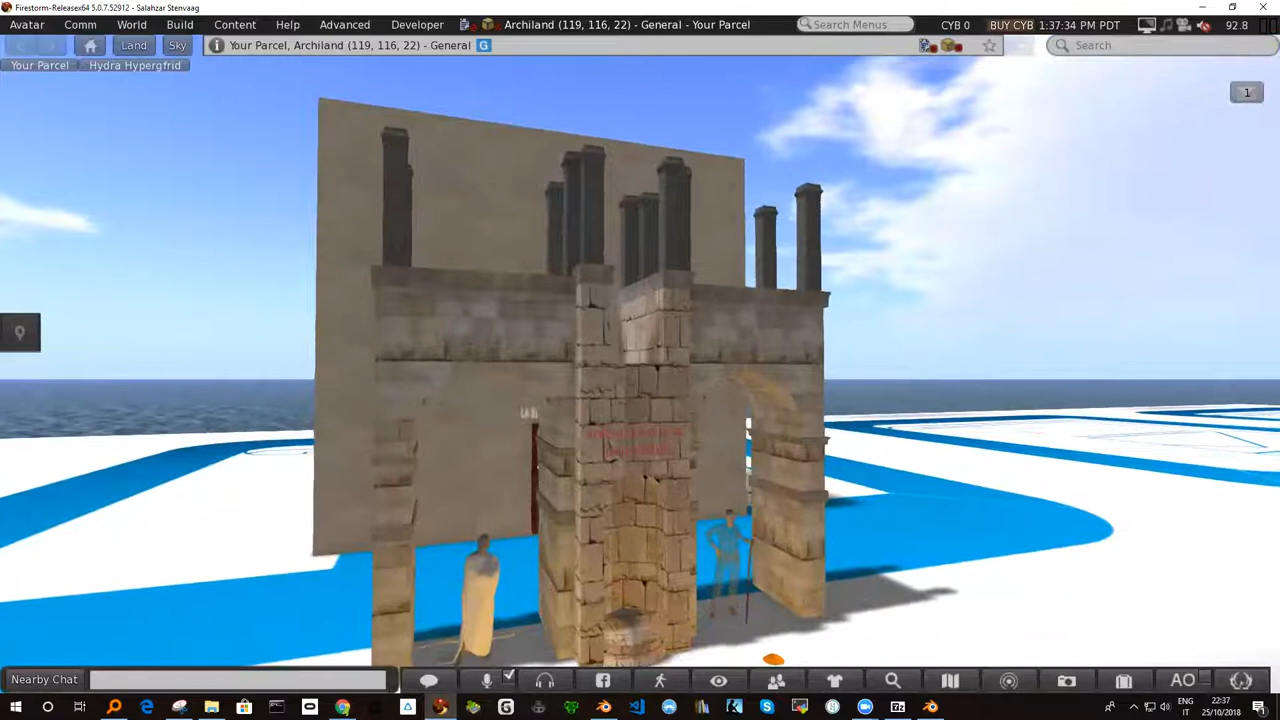 Firestorm-Releasex64 5.0.7.52912 - Salahzar Stenvaag
Avatar Comm World Build Content Help Advanced Developer Archiland (119, 116, 22) - General - Your Parcel Search Menus CYB 0 BUY CYB 1:37:34 PM PDT 92.8
Land Sky Your Parcel, Archiland (119, 116, 22) - General G Search
Your Parcel Hydra Hypergfrid
1
Nearby Chat AO
ENG 22:37
IT 25/10/2018